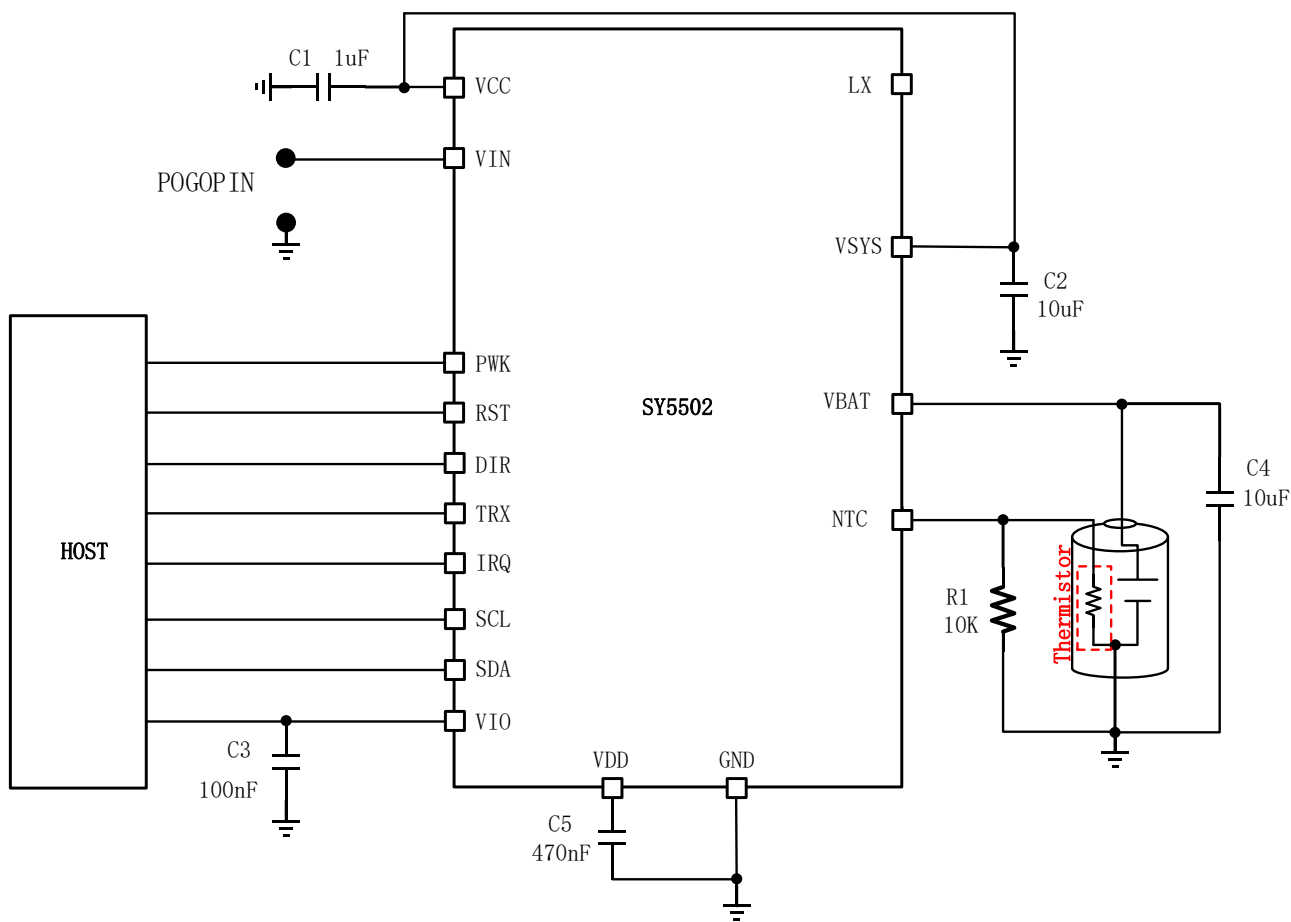 C1 1uF
VCC
LX
VIN
POGOPIN
VSYS
C2
10uF
PWK
SY5502
VBAT
RST
DIR
C4
10uF
TRX
NTC
HOST
IRQ
Thermistor
R1
10K
SCL
SDA
VIO
C3
100nF
VDD
GND
C5
470nF